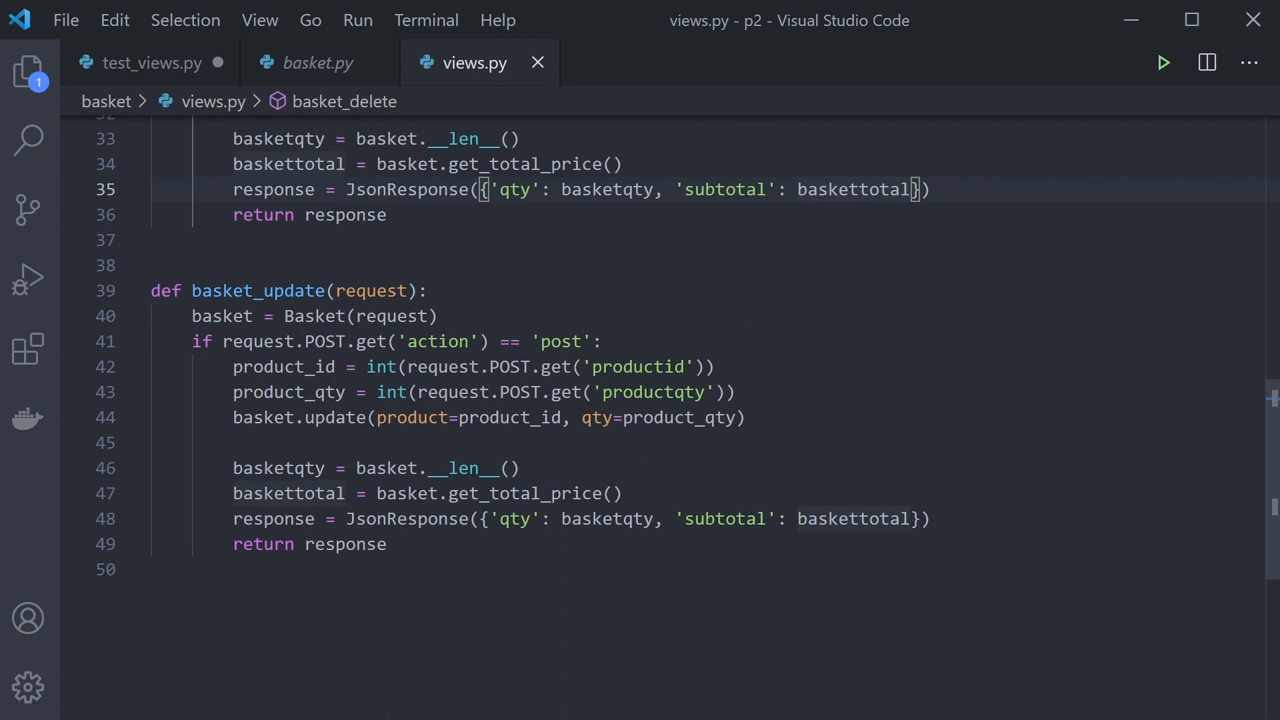 File Edit Selection View Go Run Terminal Help views.py - p2 - Visual Studio Code
test_views.py basket.py views.py
basket > views.py > basket_delete
1
32
33 basketqty = basket.__len__()
34 baskettotal = basket.get_total_price()
35 response = JsonResponse({'qty': basketqty, 'subtotal': baskettotal})
36 return response
37
38
39 def basket_update(request):
40 basket = Basket(request)
41 if request.POST.get('action') == 'post':
42 product_id = int(request.POST.get('productid'))
43 product_qty = int(request.POST.get('productqty'))
44 basket.update(product=product_id, qty=product_qty)
45
46 basketqty = basket.__len__()
47 baskettotal = basket.get_total_price()
48 response = JsonResponse({'qty': basketqty, 'subtotal': baskettotal})
49 return response
50